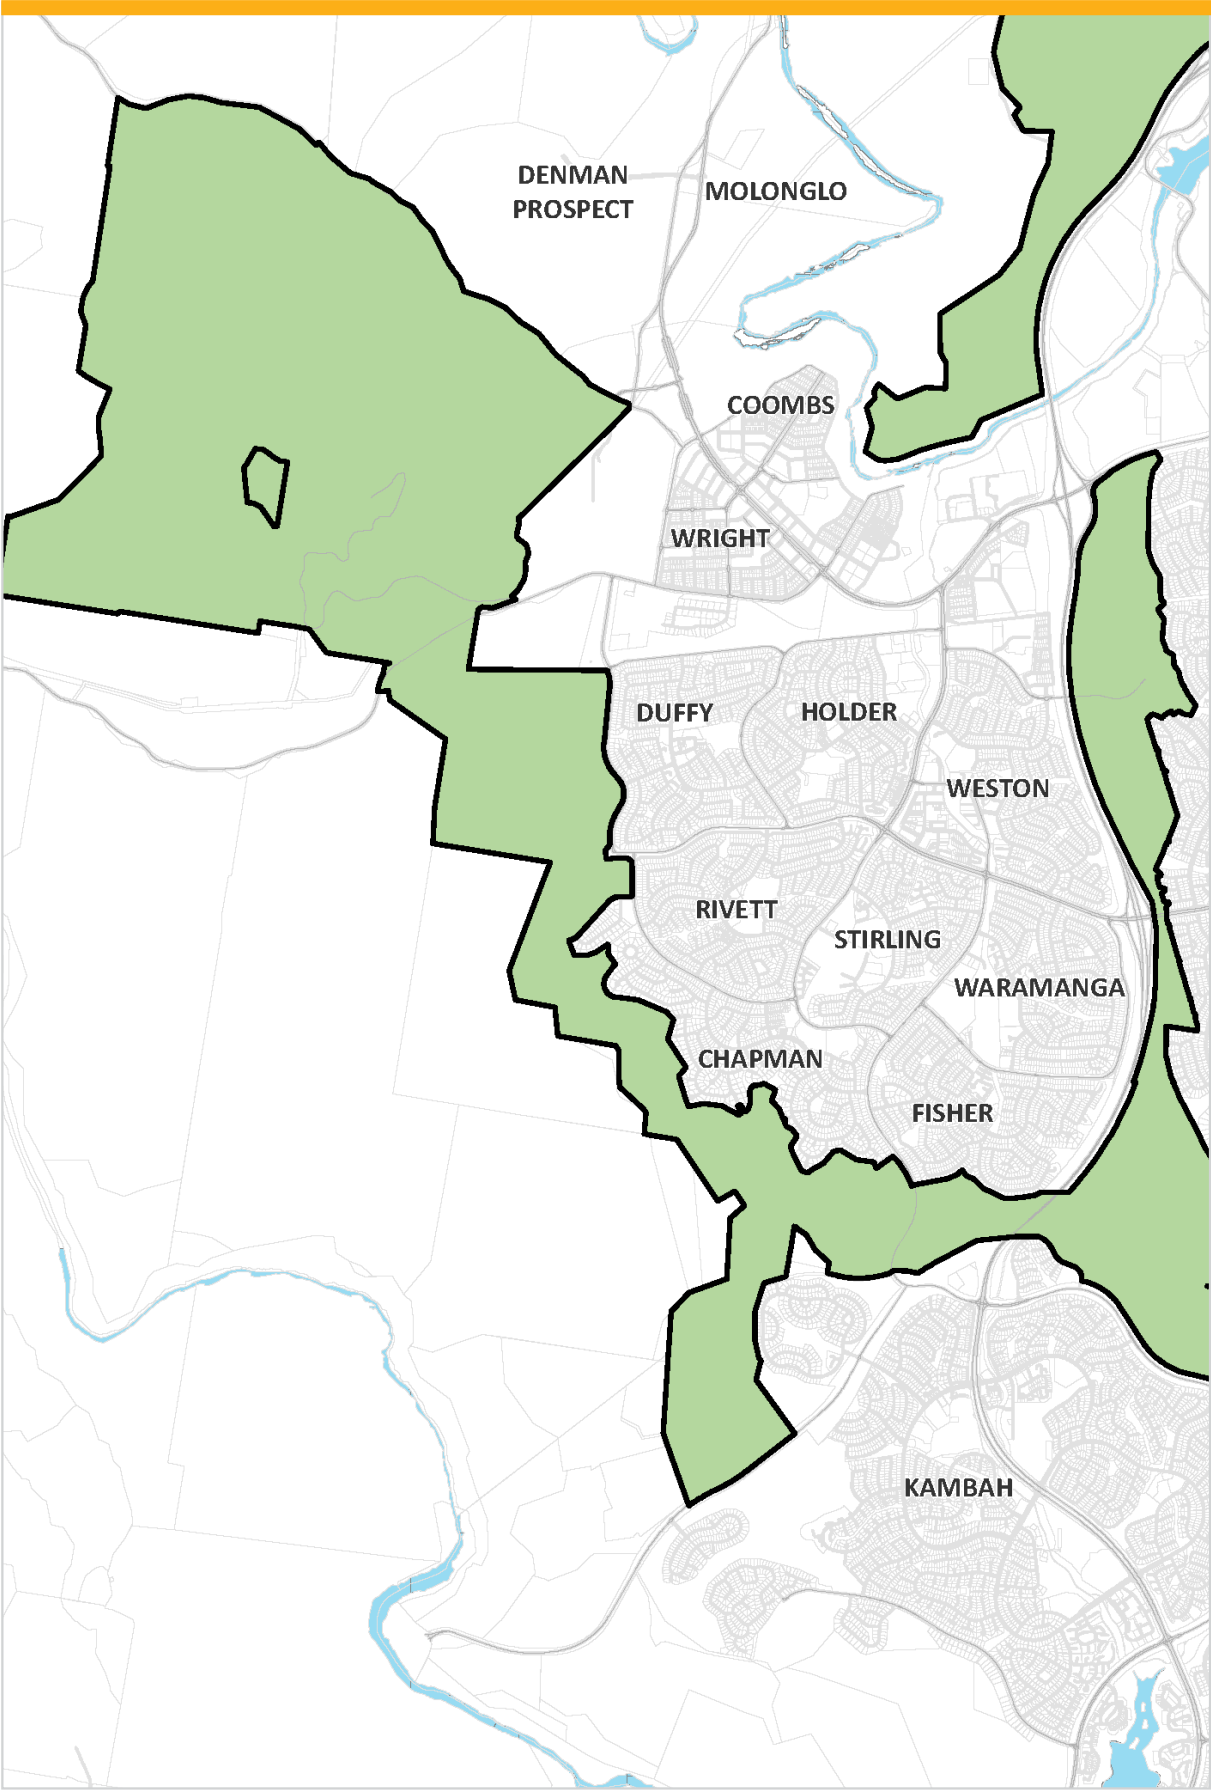 DENMAN
PROSPECT
MOLONGLO
COOMBS
WRIGHT
DUFFY
HOLDER
WESTON
RIVETT
STIRLING
WARAMANGA
CHAPMAN
FISHER
KAMBAH